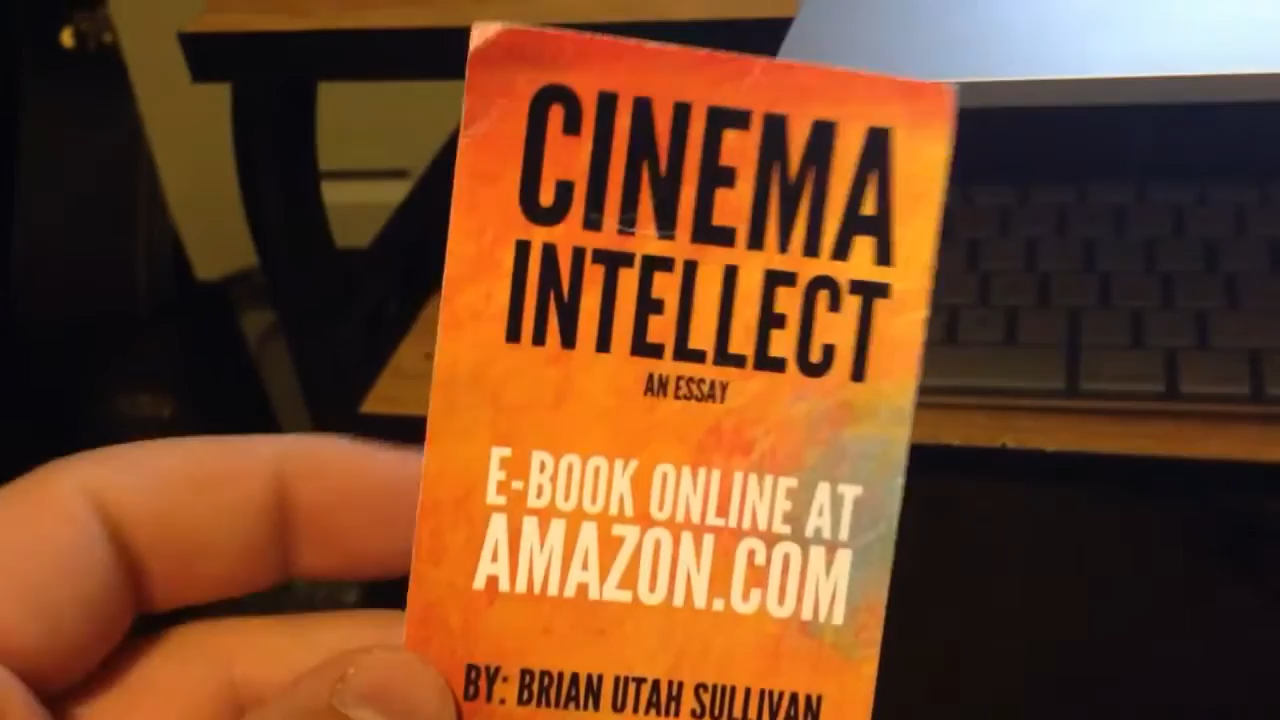 CINEMA
INTELLECT
AN ESSAY
E-BOOK ONLINE AT
AMAZON.COM
BY: BRIAN UTAH SULLIVAN